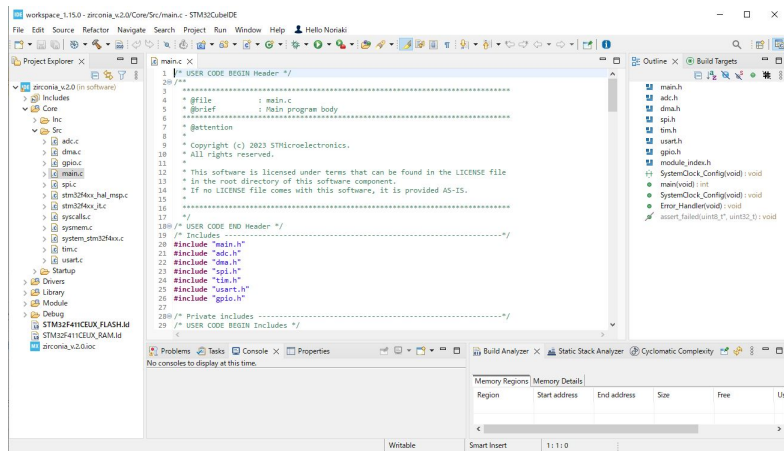 workspace_1.15.0 - zirconia_v.2.0/Core/Src/main.c - STM32CubeIDE
File Edit Source Refactor Navigate Search Project Run Window Help Hello Noriaki
Project Explorer
zirconia_v.2.0 (in software)
Includes
Core
Inc
Src
adc.c
dma.c
gpio.c
main.c
spi.c
stm32f4xx_hal_msp.c
stm32f4xx_it.c
syscalls.c
sysmem.c
system_stm32f4xx.c
tim.c
usart.c
Startup
Drivers
Library
Module
Debug
STM32F411CEUX_FLASH.ld
STM32F411CEUX_RAM.ld
zirconia_v.2.0.ioc
main.c
1 /* USER CODE BEGIN Header */
2 /**
3 ******************************************************************************
4 * @file : main.c
5 * @brief : Main program body
6 ******************************************************************************
7 * @attention
8 *
9 * Copyright (c) 2023 STMicroelectronics.
10 * All rights reserved.
11 *
12 * This software is licensed under terms that can be found in the LICENSE file
13 * in the root directory of this software component.
14 * If no LICENSE file comes with this software, it is provided AS-IS.
15 *
16 ******************************************************************************
17 */
18 /* USER CODE END Header */
19 /* Includes ------------------------------------------------------------------*/
20 #include "main.h"
21 #include "adc.h"
22 #include "dma.h"
23 #include "spi.h"
24 #include "tim.h"
25 #include "usart.h"
26 #include "gpio.h"
27
28 /* Private includes ----------------------------------------------------------*/
29 /* USER CODE BEGIN Includes */
Outline Build Targets
main.h
adc.h
dma.h
spi.h
tim.h
usart.h
gpio.h
module_index.h
SystemClock_Config(void) : void
main(void) : int
SystemClock_Config(void) : void
Error_Handler(void) : void
assert_failed(uint8_t*, uint32_t) : void
Problems Tasks Console Properties
No consoles to display at this time.
Build Analyzer Static Stack Analyzer Cyclomatic Complexity
Memory Regions Memory Details
Region Start address End address Size Free
Writable Smart Insert 1 : 1 : 0